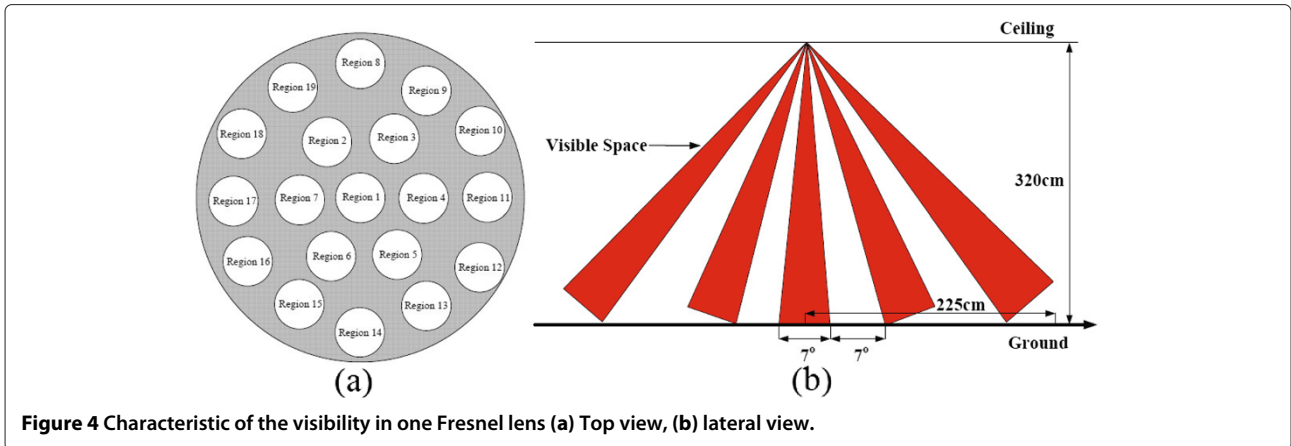 Region 8
Region 19
Region 9
Region 18
Region 10
Region 2
Region 3
Region 17
Region 7
Region 1
Region 4
Region 11
Region 16
Region 6
Region 5
Region 12
Region 15
Region 13
Region 14
(a)
Ceiling
Visible Space
320cm
225cm
Ground
7° 7°
(b)
Figure 4 Characteristic of the visibility in one Fresnel lens (a) Top view, (b) lateral view.